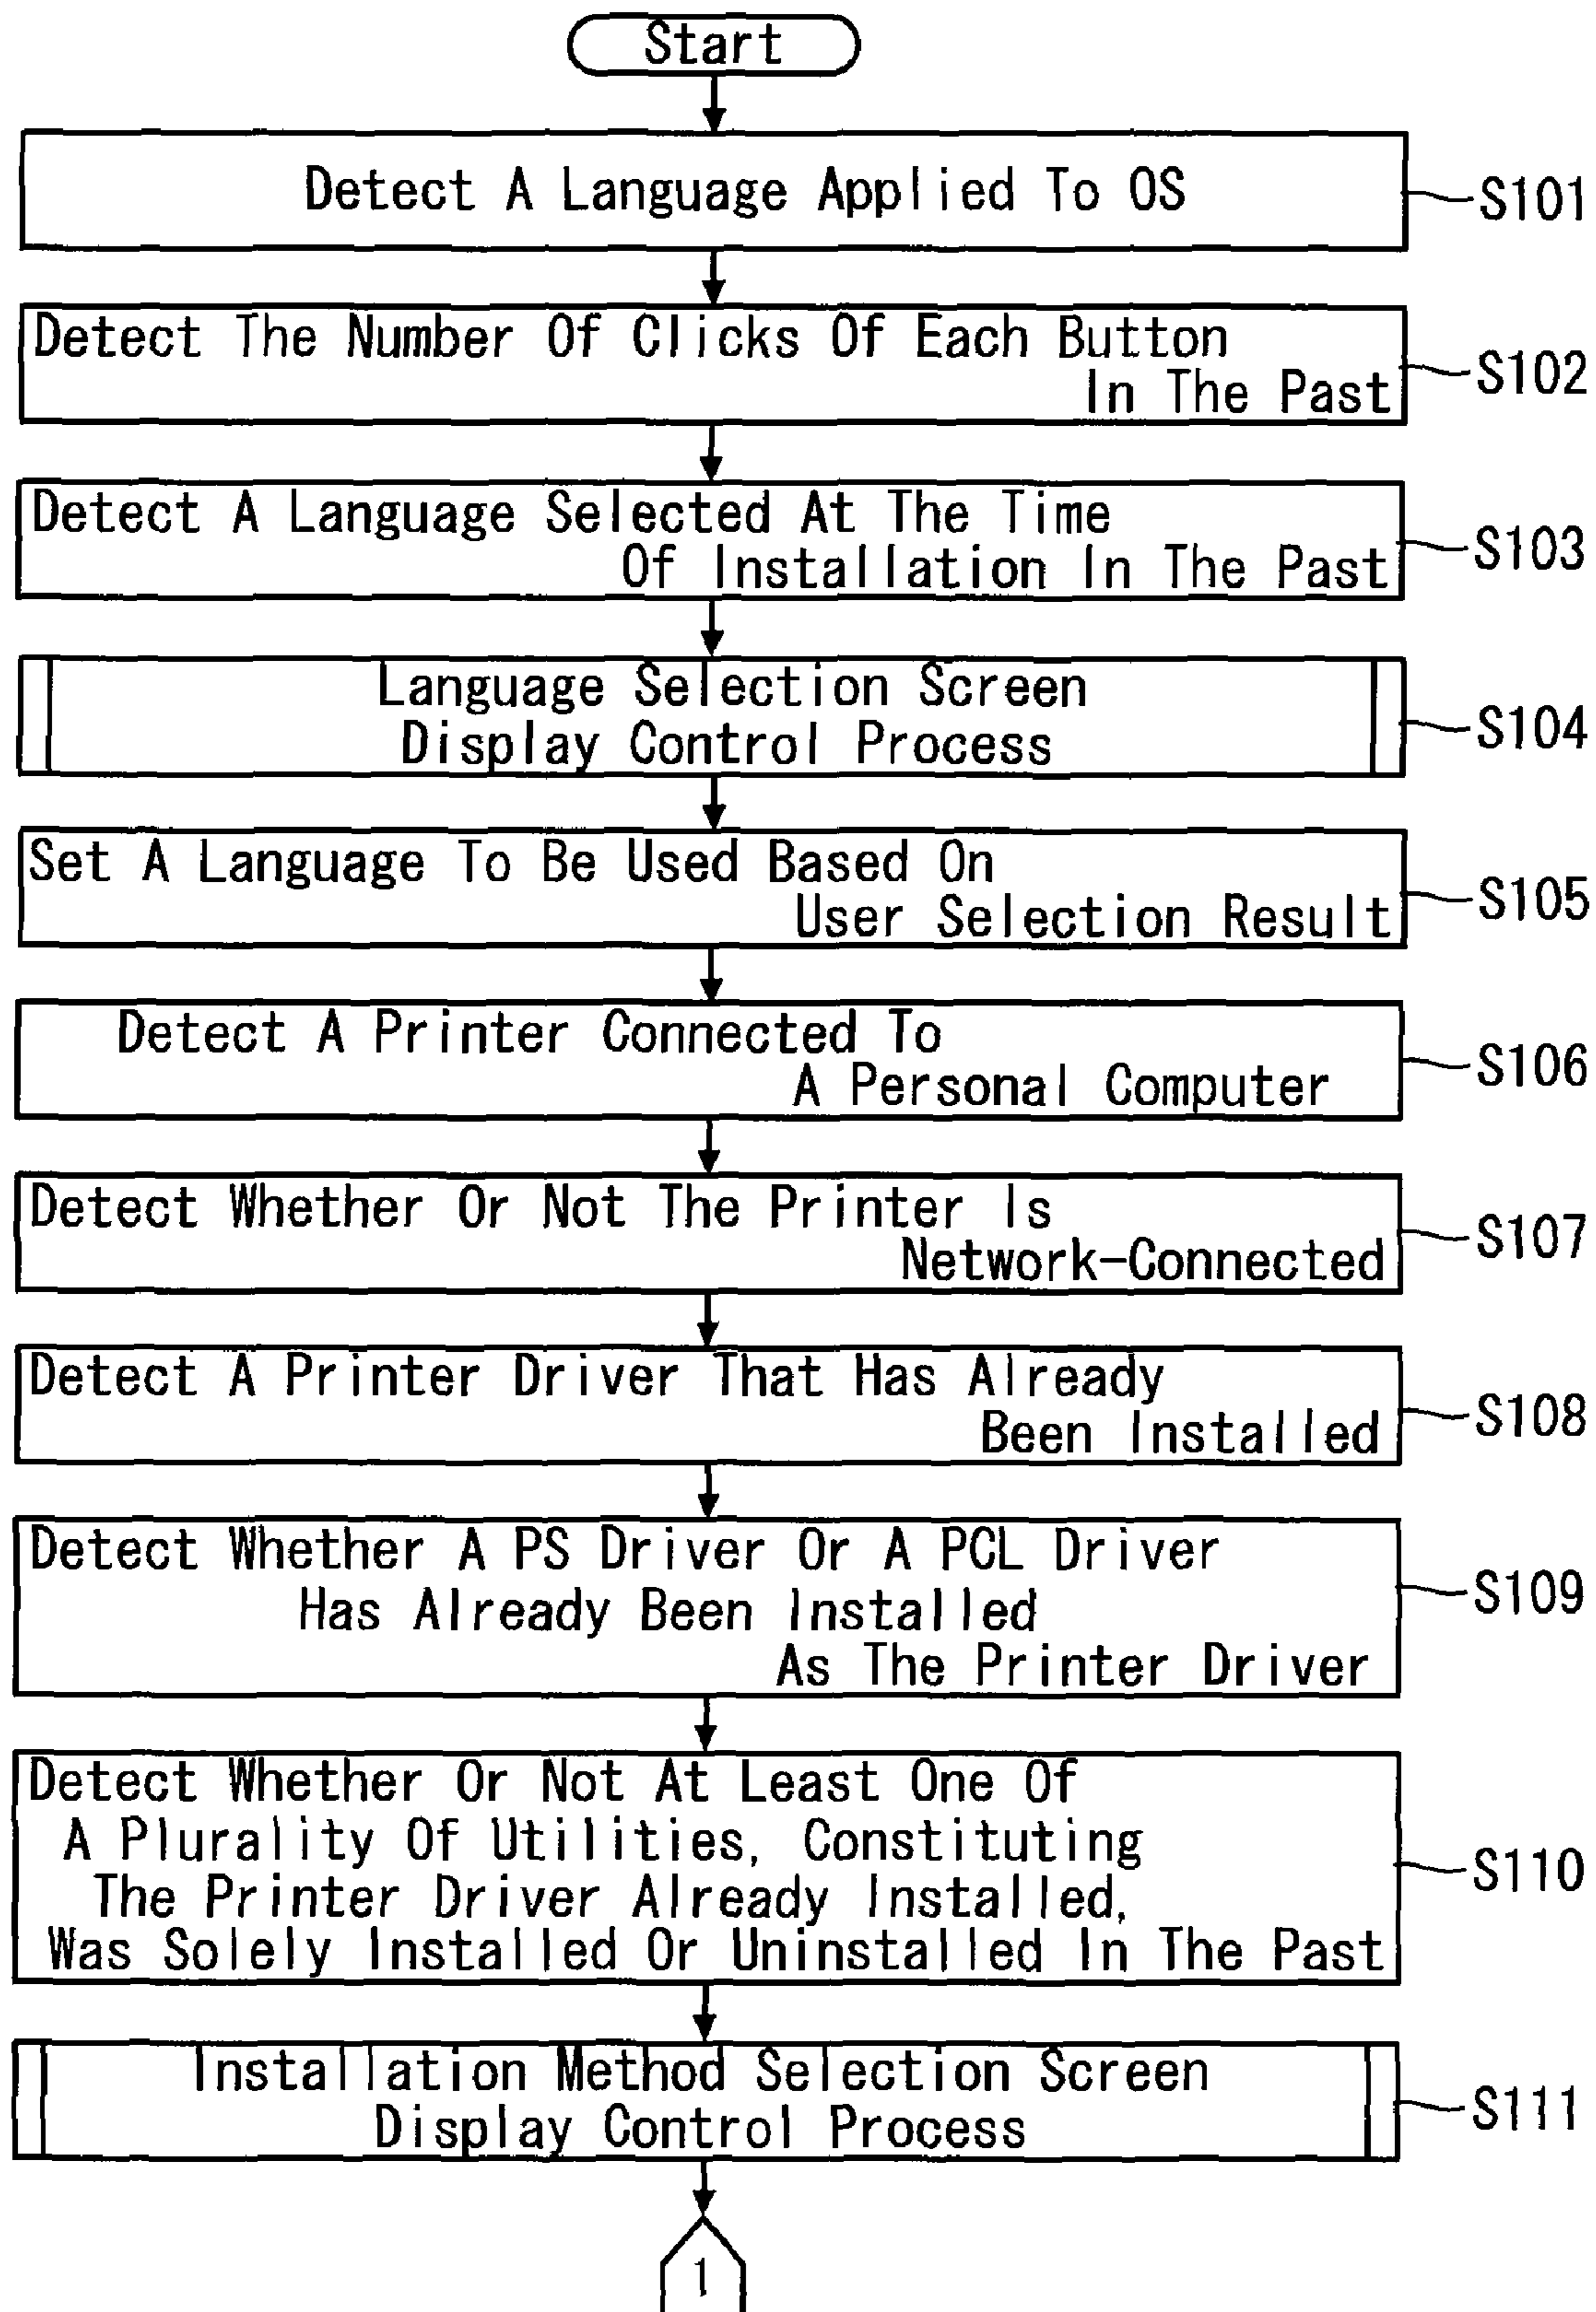 Start
Detect A Language Applied To OS
S101
Detect The Number Of Clicks Of Each Button
In The Past
S102
Detect A Language Selected At The Time
Of Installation In The Past
S103
Language Selection Screen
Display Control Process
S104
Set A Language To Be Used Based On
User Selection Result
S105
Detect A Printer Connected To
A Personal Computer
S106
Detect Whether Or Not The Printer Is
Network-Connected
S107
Detect A Printer Driver That Has Already
Been Installed
S108
Detect Whether A PS Driver Or A PCL Driver
Has Already Been Installed
As The Printer Driver
S109
Detect Whether Or Not At Least One Of
A Plurality Of Utilities, Constituting
The Printer Driver Already Installed,
Was Solely Installed Or Uninstalled In The Past
S110
Installation Method Selection Screen
Display Control Process
S111
1